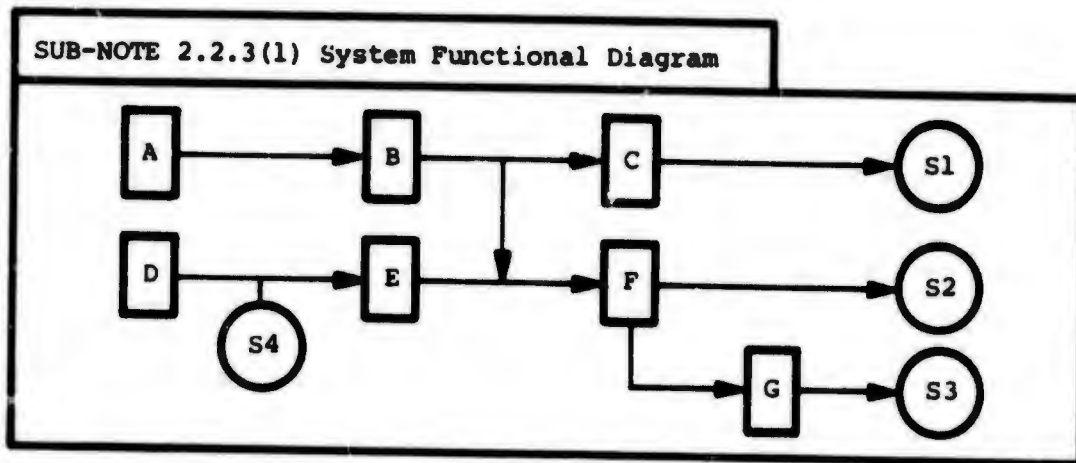 SUB-NOTE 2.2.3(1) System Functional Diagram
A B C S1
D E F S2
S4
G S3